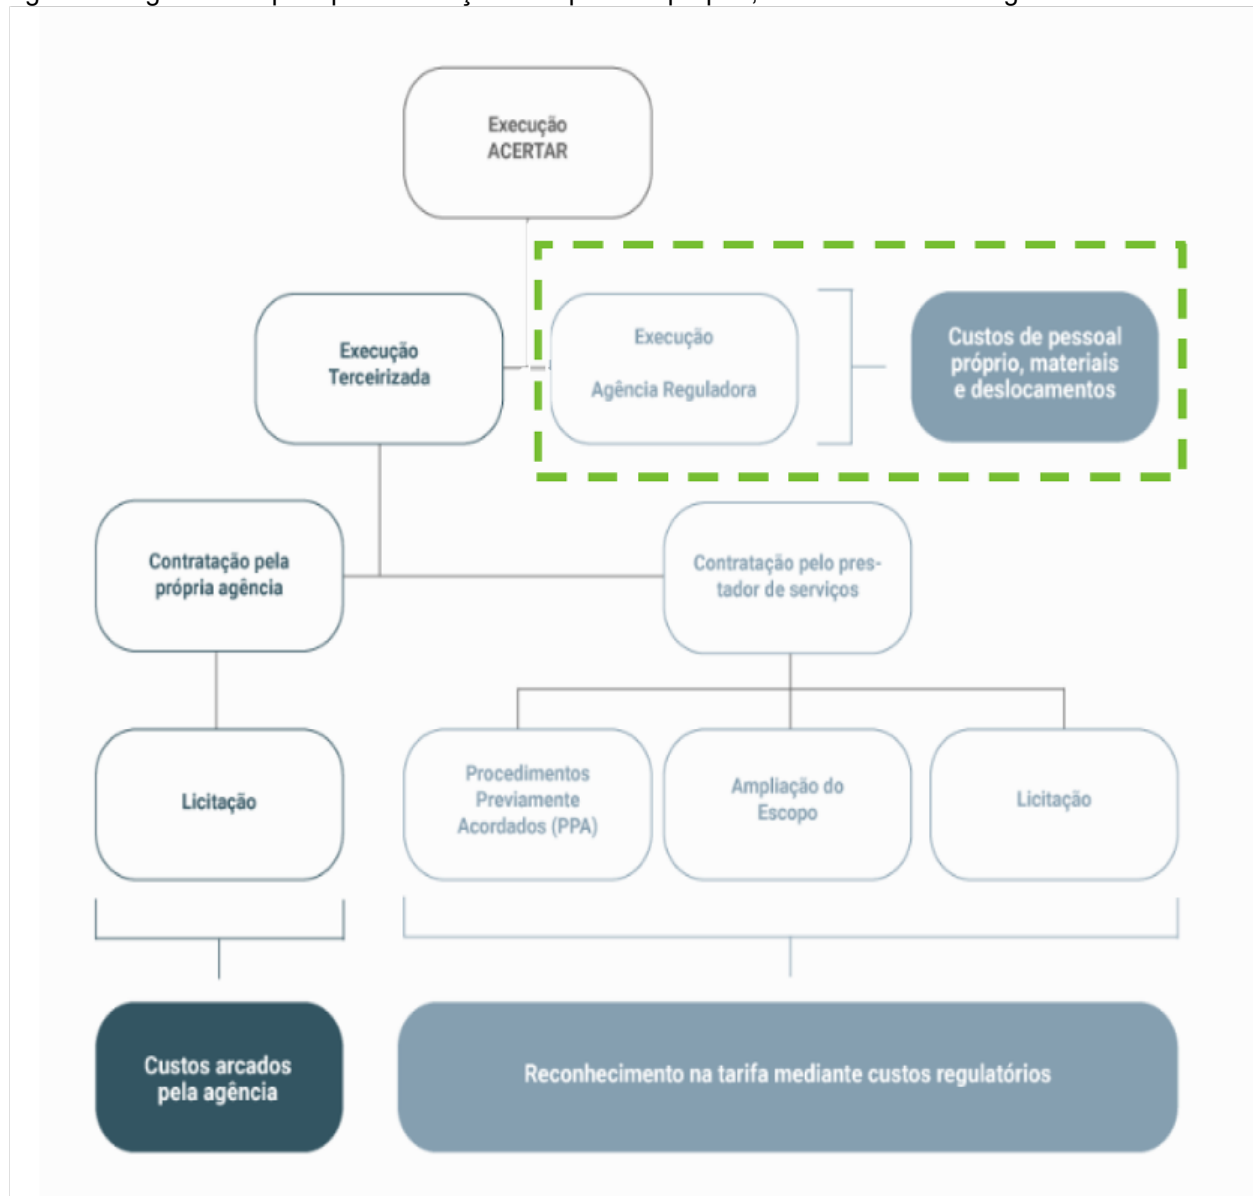 Execução
ACERTAR
Execução
Terceirizada
Execução
Agência Reguladora
Custos de pessoal
próprio, materiais
e deslocamentos
Contratação pela
própria agência
Contratação pelo pres-
tador de serviços
Licitação
Procedimentos
Previamente
Acordados (PPA)
Ampliação do
Escopo
Licitação
Custos arcados
pela agência
Reconhecimento na tarifa mediante custos regulatórios